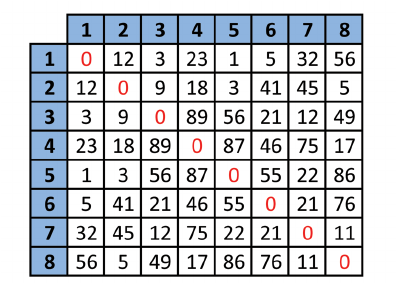 1 2 3 4 5 6 7 8
1 0 12 3 23 1 5 32 56
2 12 0 9 18 3 41 45 5
3 3 9 0 89 56 21 12 49
4 23 18 89 0 87 46 75 17
5 1 3 56 87 0 55 22 86
6 5 41 21 46 55 0 21 76
7 32 45 12 75 22 21 0 11
8 56 5 49 17 86 76 11 0